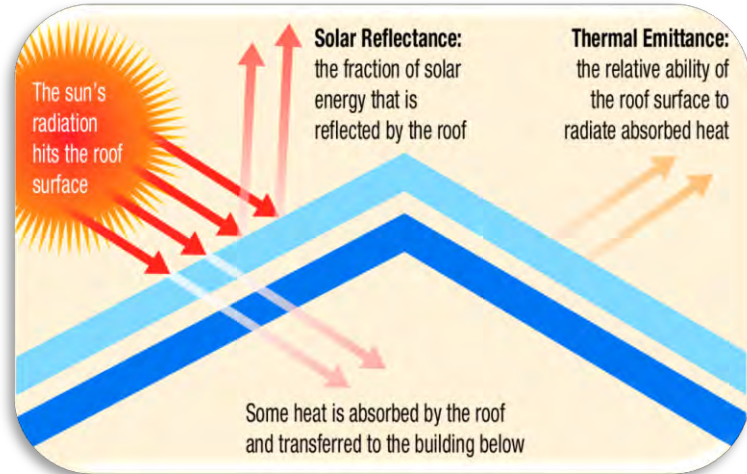 The sun's
radiation
hits the roof
surface
Solar Reflectance:
the fraction of solar
energy that is
reflected by the roof
Thermal Emittance:
the relative ability of
the roof surface to
radiate absorbed heat
Some heat is absorbed by the roof
and transferred to the building below